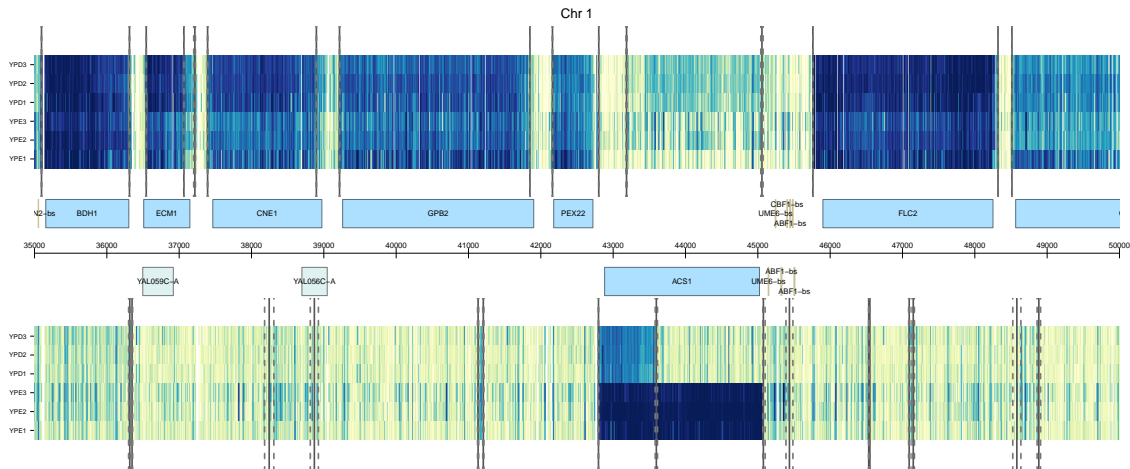 Chr 1
YPD3
YPD2
YPD1
YPE3
YPE2
YPE1
N2-bs BDH1 ECM1 CNE1 GPB2 PEX22 UME6-bs CBF1-bs ABF1-bs FLC2
35000 36000 37000 38000 39000 40000 41000 42000 43000 44000 45000 46000 47000 48000 49000 50000
YAL059C-A YAL056C-A ACS1 UME6-bs ABF1-bs ABF1-bs
YPD3
YPD2
YPD1
YPE3
YPE2
YPE1